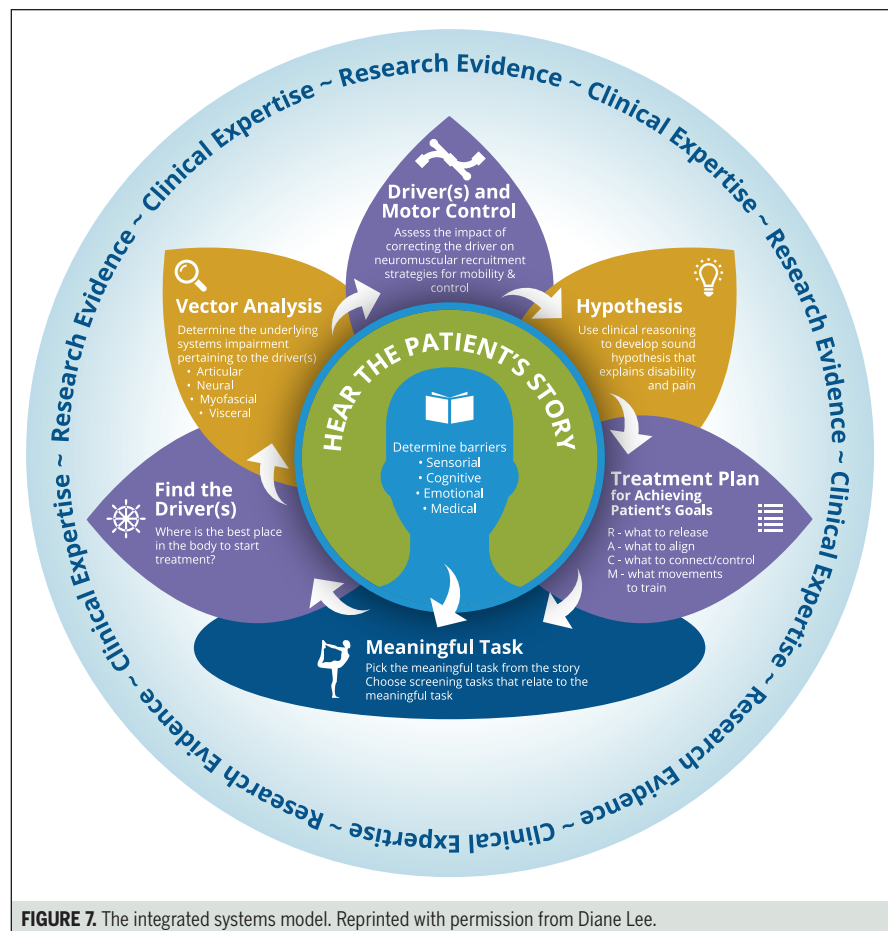 Research Evidence ~ Clinical Expertise ~ Research Evidence ~ Clinical Expertise ~ Research Evidence ~ Clinical Expertise ~ Research Evidence ~ Clinical Expertise ~ Research Evidence ~ Clinical Expertise ~
Driver(s) and
Motor Control
Assess the impact of
correcting the driver on
neuromuscular recruitment
strategies for mobility &
control
Vector Analysis
Determine the underlying
systems impairment
pertaining to the driver(s)
• Articular
• Neural
• Myofascial
• Visceral
Hypothesis
Use clinical reasoning
to develop sound
hypothesis that
explains disability
and pain
HEAR THE PATIENT'S STORY
Determine barriers
• Sensorial
• Cognitive
• Emotional
• Medical
Find the
Driver(s)
Where is the best place
in the body to start
treatment?
Treatment Plan
for Achieving
Patient's Goals
R - what to release
A - what to align
C - what to connect/control
M - what movements
to train
Meaningful Task
Pick the meaningful task from the story
Choose screening tasks that relate to the
meaningful task
FIGURE 7. The integrated systems model. Reprinted with permission from Diane Lee.